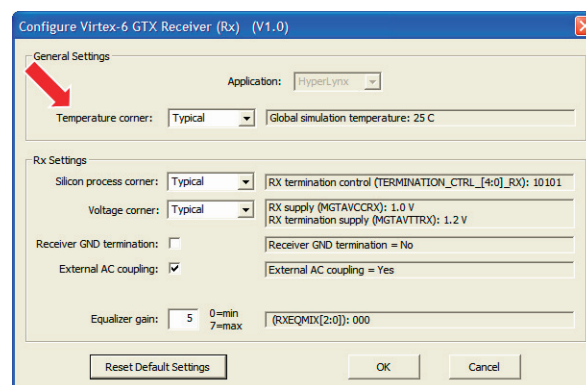 Configure Virtex-6 GTX Receiver (Rx) (V1.0)
General Settings
Application: HyperLynx
Temperature corner: Typical Global simulation temperature: 25 C
Rx Settings
Silicon process corner: Typical RX termination control (TERMINATION_CTRL_[4:0]_RX): 10101
Voltage corner: Typical RX supply (MGTAVCCRX): 1.0 V
RX termination supply (MGTAVTTRX): 1.2 V
Receiver GND termination: Receiver GND termination = No
External AC coupling: External AC coupling = Yes
Equalizer gain: 5 0=min
7=max (RXEQMIX[2:0]): 000
Reset Default Settings OK Cancel